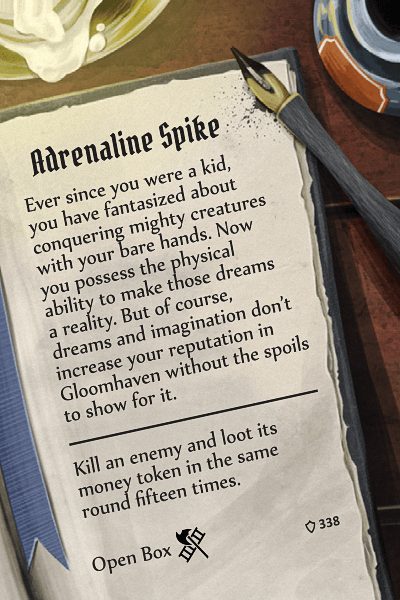 Adrenaline Spike
Ever since you were a kid,
you have fantasized about
conquering mighty creatures
with your bare hands. Now
you possess the physical
ability to make those dreams
a reality. But of course,
dreams and imagination don't
increase your reputation in
Gloomhaven without the spoils
to show for it.
Kill an enemy and loot its
money token in the same
round fifteen times.
Open Box
338